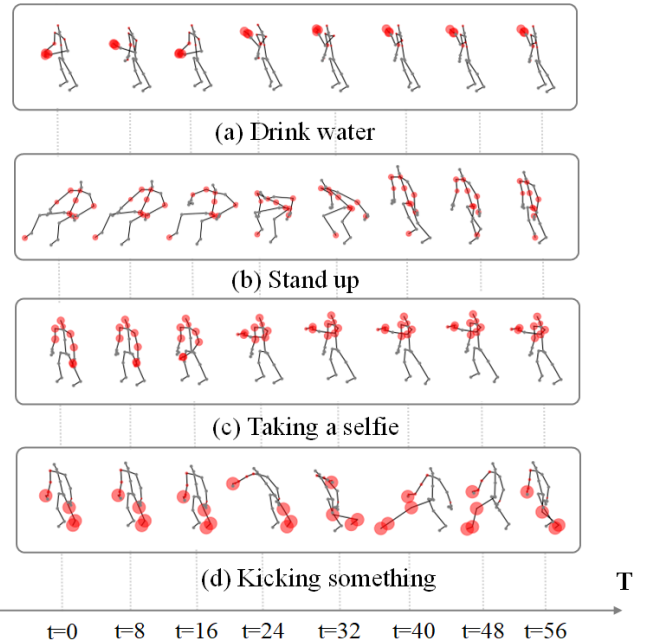 (a) Drink water
(b) Stand up
(c) Taking a selfie
(d) Kicking something
T
t=0 t=8 t=16 t=24 t=32 t=40 t=48 t=56